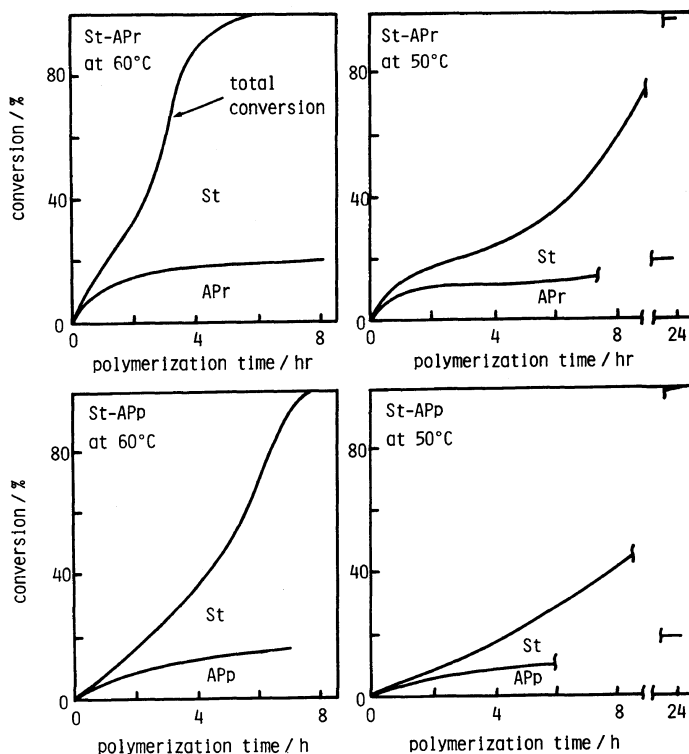 St-APr
at 60°C
total
conversion
St
APr
80
40
0
conversion / %
0
4
8
polymerization time / hr
St-APr
at 50°C
St
APr
80
40
0
0
4
8
24
polymerization time / hr
St-APp
at 60°C
St
APp
80
40
0
conversion / %
0
4
8
polymerization time / h
St-APp
at 50°C
St
APp
80
40
0
0
4
8
24
polymerization time / h